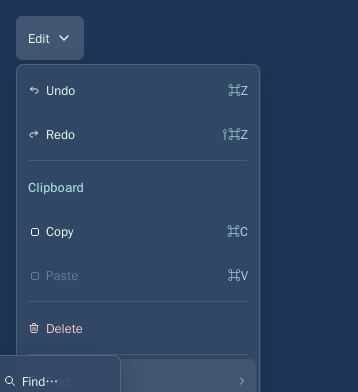 Edit
Undo ⌘Z
Redo ⇧⌘Z
Clipboard
Copy ⌘C
Paste ⌘V
Delete
Find…